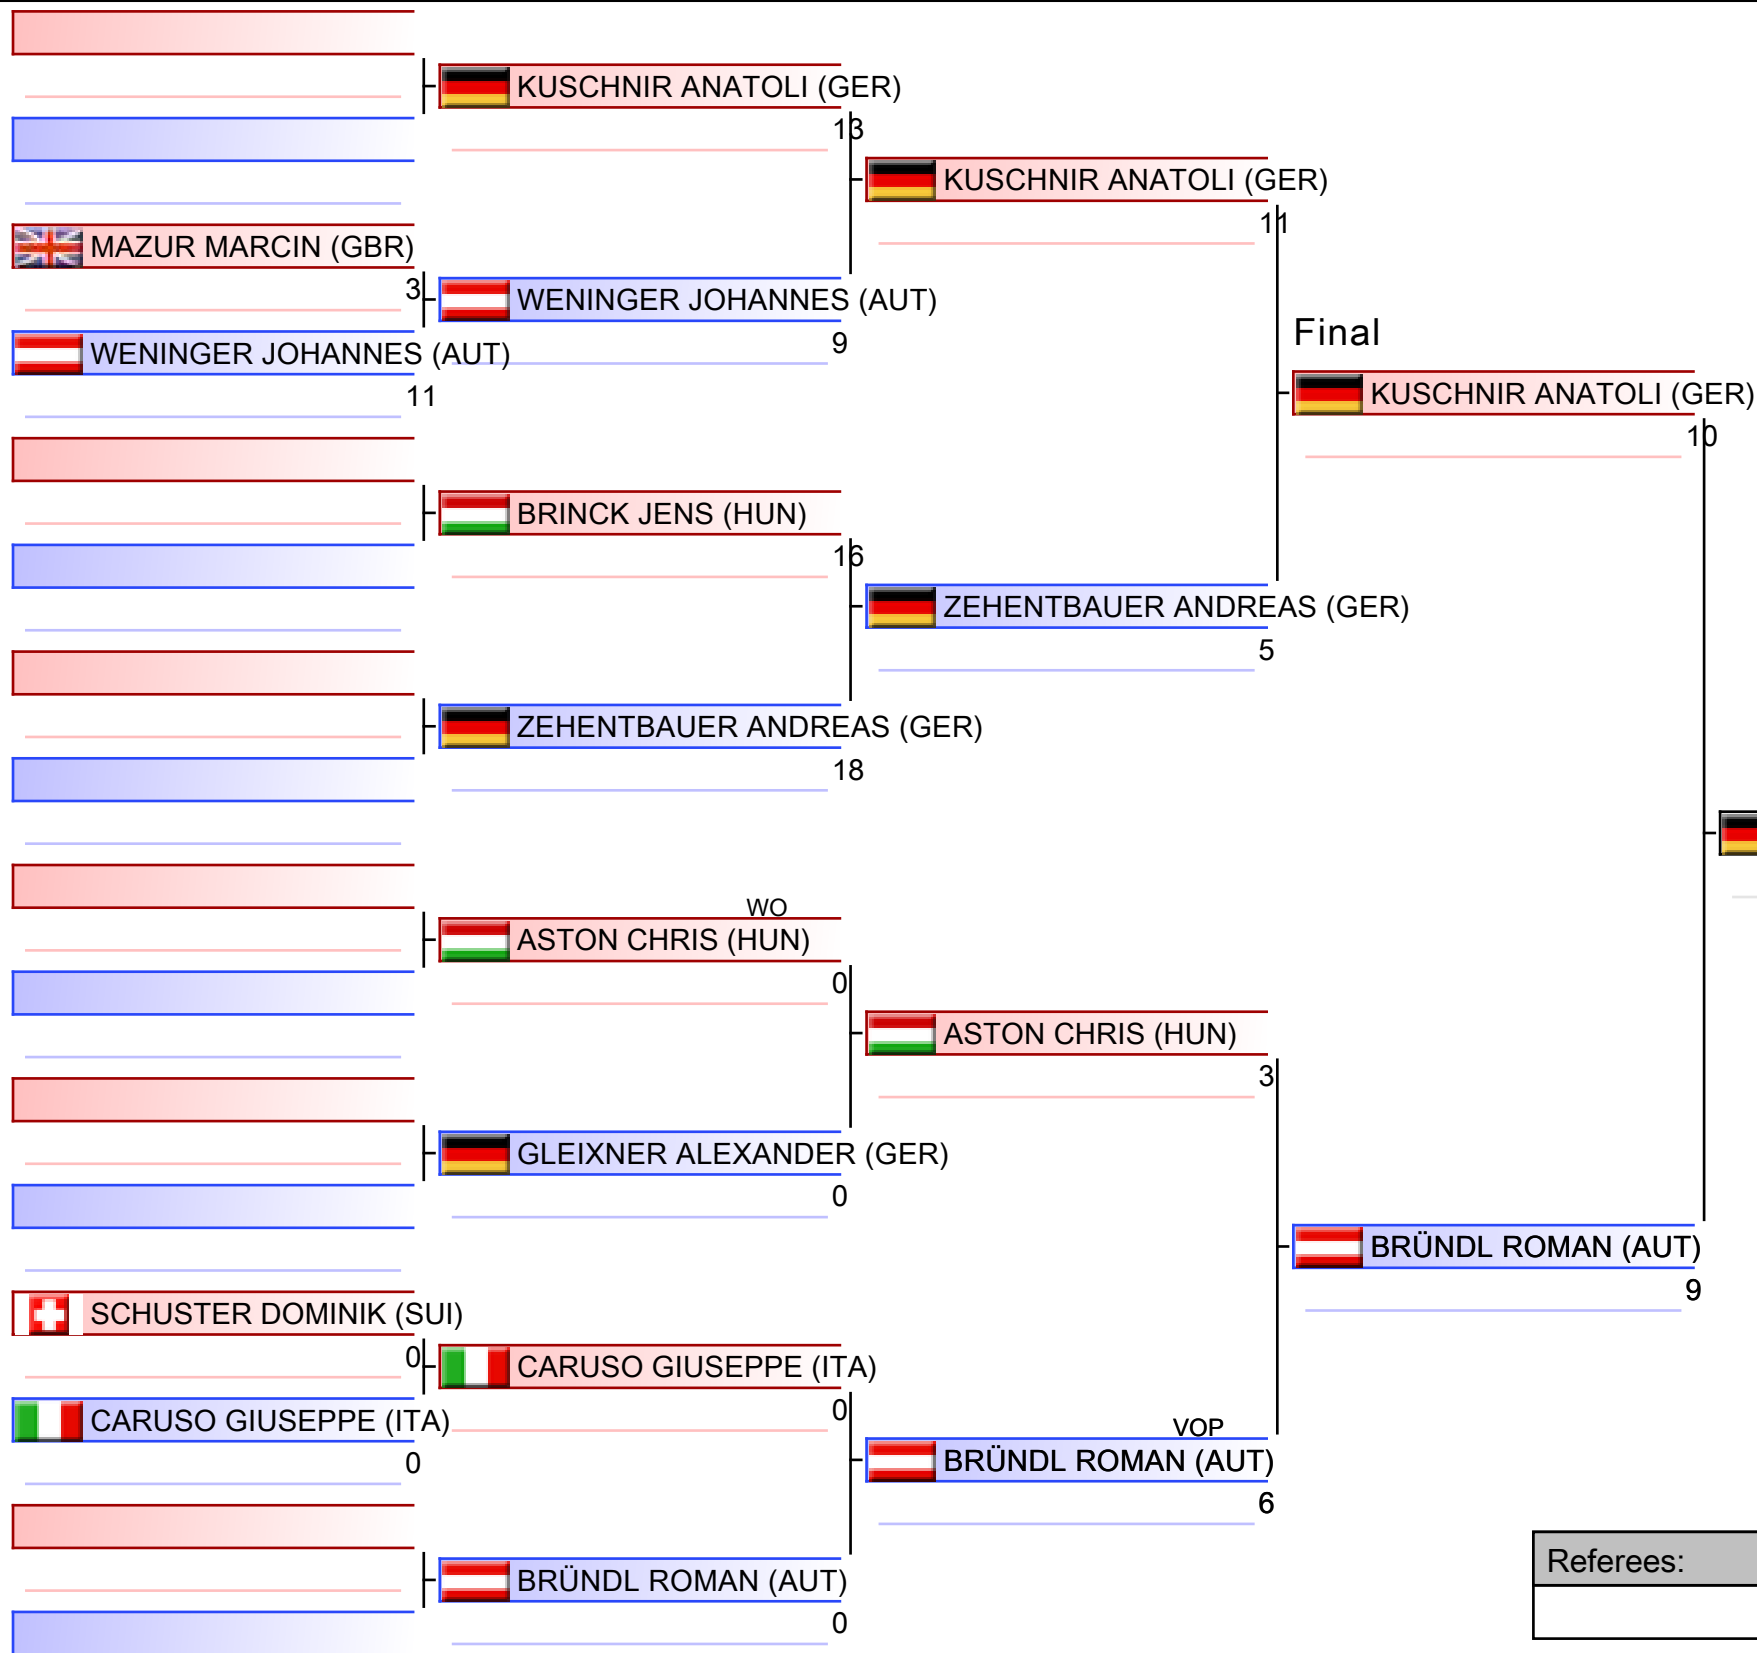 KUSCHNIR ANATOLI (GER)
13
KUSCHNIR ANATOLI (GER)
11
MAZUR MARCIN (GBR)
3
WENINGER JOHANNES (AUT)
9
WENINGER JOHANNES (AUT)
11
Final
KUSCHNIR ANATOLI (GER)
10
BRINCK JENS (HUN)
16
ZEHENTBAUER ANDREAS (GER)
5
ZEHENTBAUER ANDREAS (GER)
18
WO
ASTON CHRIS (HUN)
0
ASTON CHRIS (HUN)
3
GLEIXNER ALEXANDER (GER)
0
BRÜNDL ROMAN (AUT)
9
SCHUSTER DOMINIK (SUI)
0
CARUSO GIUSEPPE (ITA)
0
CARUSO GIUSEPPE (ITA)
0
VOP
BRÜNDL ROMAN (AUT)
6
BRÜNDL ROMAN (AUT)
0
Referees: